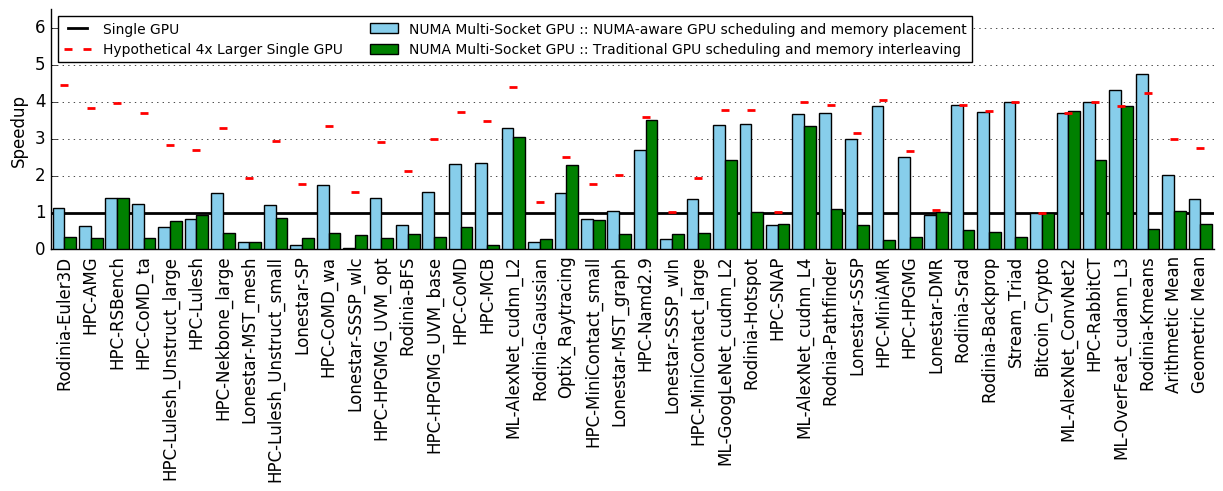 Single GPU
Hypothetical 4x Larger Single GPU
NUMA Multi-Socket GPU :: NUMA-aware GPU scheduling and memory placement
NUMA Multi-Socket GPU :: Traditional GPU scheduling and memory interleaving
Speedup
6
5
4
3
2
1
0
Rodinia-Euler3D
HPC-AMG
HPC-RSBench
HPC-CoMD_ta
HPC-Lulesh_Unstruct_large
HPC-Lulesh
HPC-Nekbone_large
Lonestar-MST_mesh
HPC-Lulesh_Unstruct_small
Lonestar-SP
HPC-CoMD_wa
Lonestar-SSSP_wlc
HPC-HPGMG_UVM_opt
Rodinia-BFS
HPC-HPGMG_UVM_base
HPC-CoMD
HPC-MCB
ML-AlexNet_cudnn_L2
Rodinia-Gaussian
Optix_Raytracing
HPC-MiniContact_small
Lonestar-MST_graph
HPC-Namd2.9
Lonestar-SSSP_wln
HPC-MiniContact_large
ML-GoogLeNet_cudnn_L2
Rodinia-Hotspot
HPC-SNAP
ML-AlexNet_cudnn_L4
Rodnia-Pathfinder
Lonestar-SSSP
HPC-MiniAMR
HPC-HPGMG
Lonestar-DMR
Rodinia-Srad
Rodinnia-Backprop
Stream_Triad
Bitcoin_Crypto
ML-AlexNet_ConvNet2
HPC-RabbitCT
ML-OverFeat_cudann_L3
Rodinia-Kmeans
Arithmetic Mean
Geometric Mean